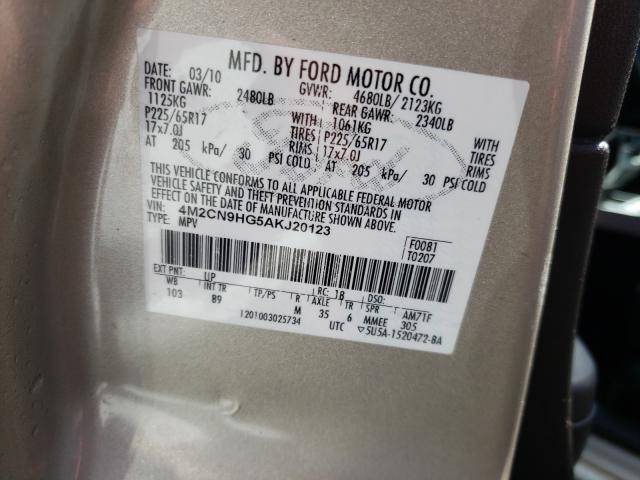 MFD. BY FORD MOTOR CO.
DATE: 03/10 GVWR: 4680LB/2123KG
FRONT GAWR: 2480LB REAR GAWR: 2340LB
1125KG WITH 1061KG WITH
P225/65R17 TIRES P225/65R17 TIRES
17x7.0J RIMS 17x7.0J RIMS
AT 205 kPa/ 30 PSI COLD AT 205 kPa/ 30 PSI COLD
THIS VEHICLE CONFORMS TO ALL APPLICABLE FEDERAL MOTOR
VEHICLE SAFETY AND THEFT PREVENTION STANDARDS IN
EFFECT ON THE DATE OF MANUFACTURE SHOWN ABOVE.
VIN: 4M2CN9HG5AKJ20123
TYPE: MPV
F0081
T0207
EXT PNT: UP RC: 18 DSO:
WB INT TR TP/PS R AXLE TR SPR AM71F
103 89 M 35 6 MMEE 305
1201003025734 UTC ▽5U5A-1520472-BA
Ford